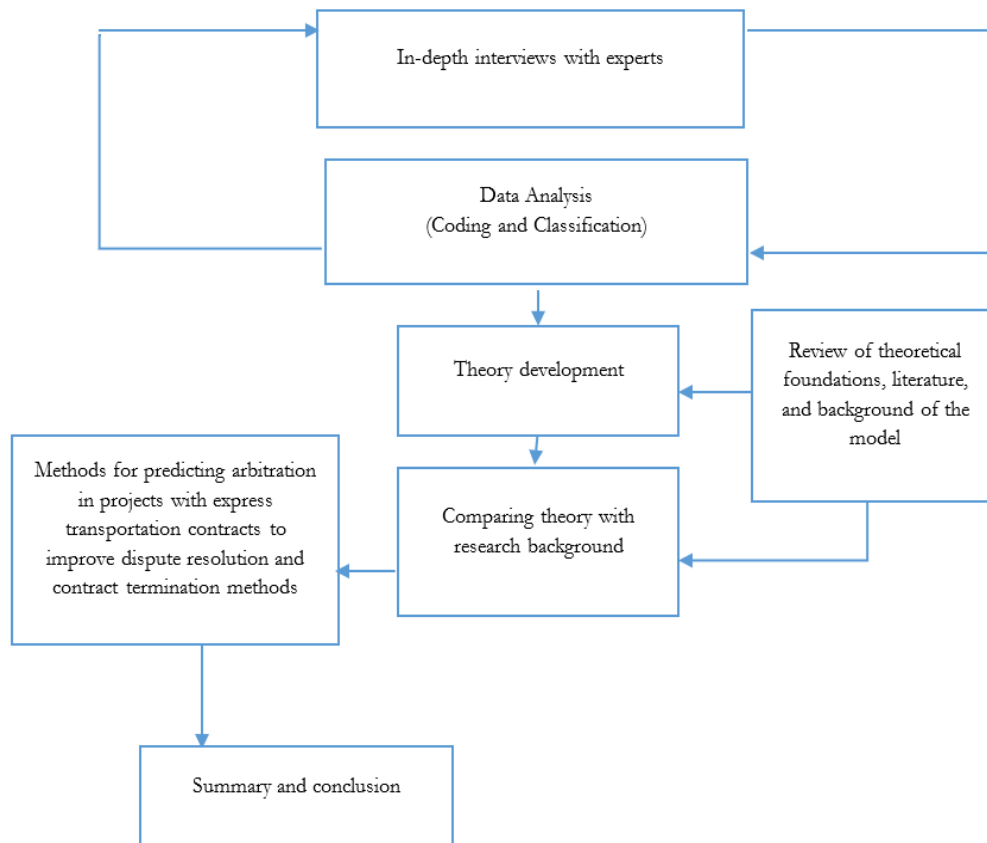 In-depth interviews with experts
Data Analysis
(Coding and Classification)
Theory development
Review of theoretical
foundations, literature,
and background of the
model
Methods for predicting arbitration
in projects with express
transportation contracts to
improve dispute resolution and
contract termination methods
Comparing theory with
research background
Summary and conclusion